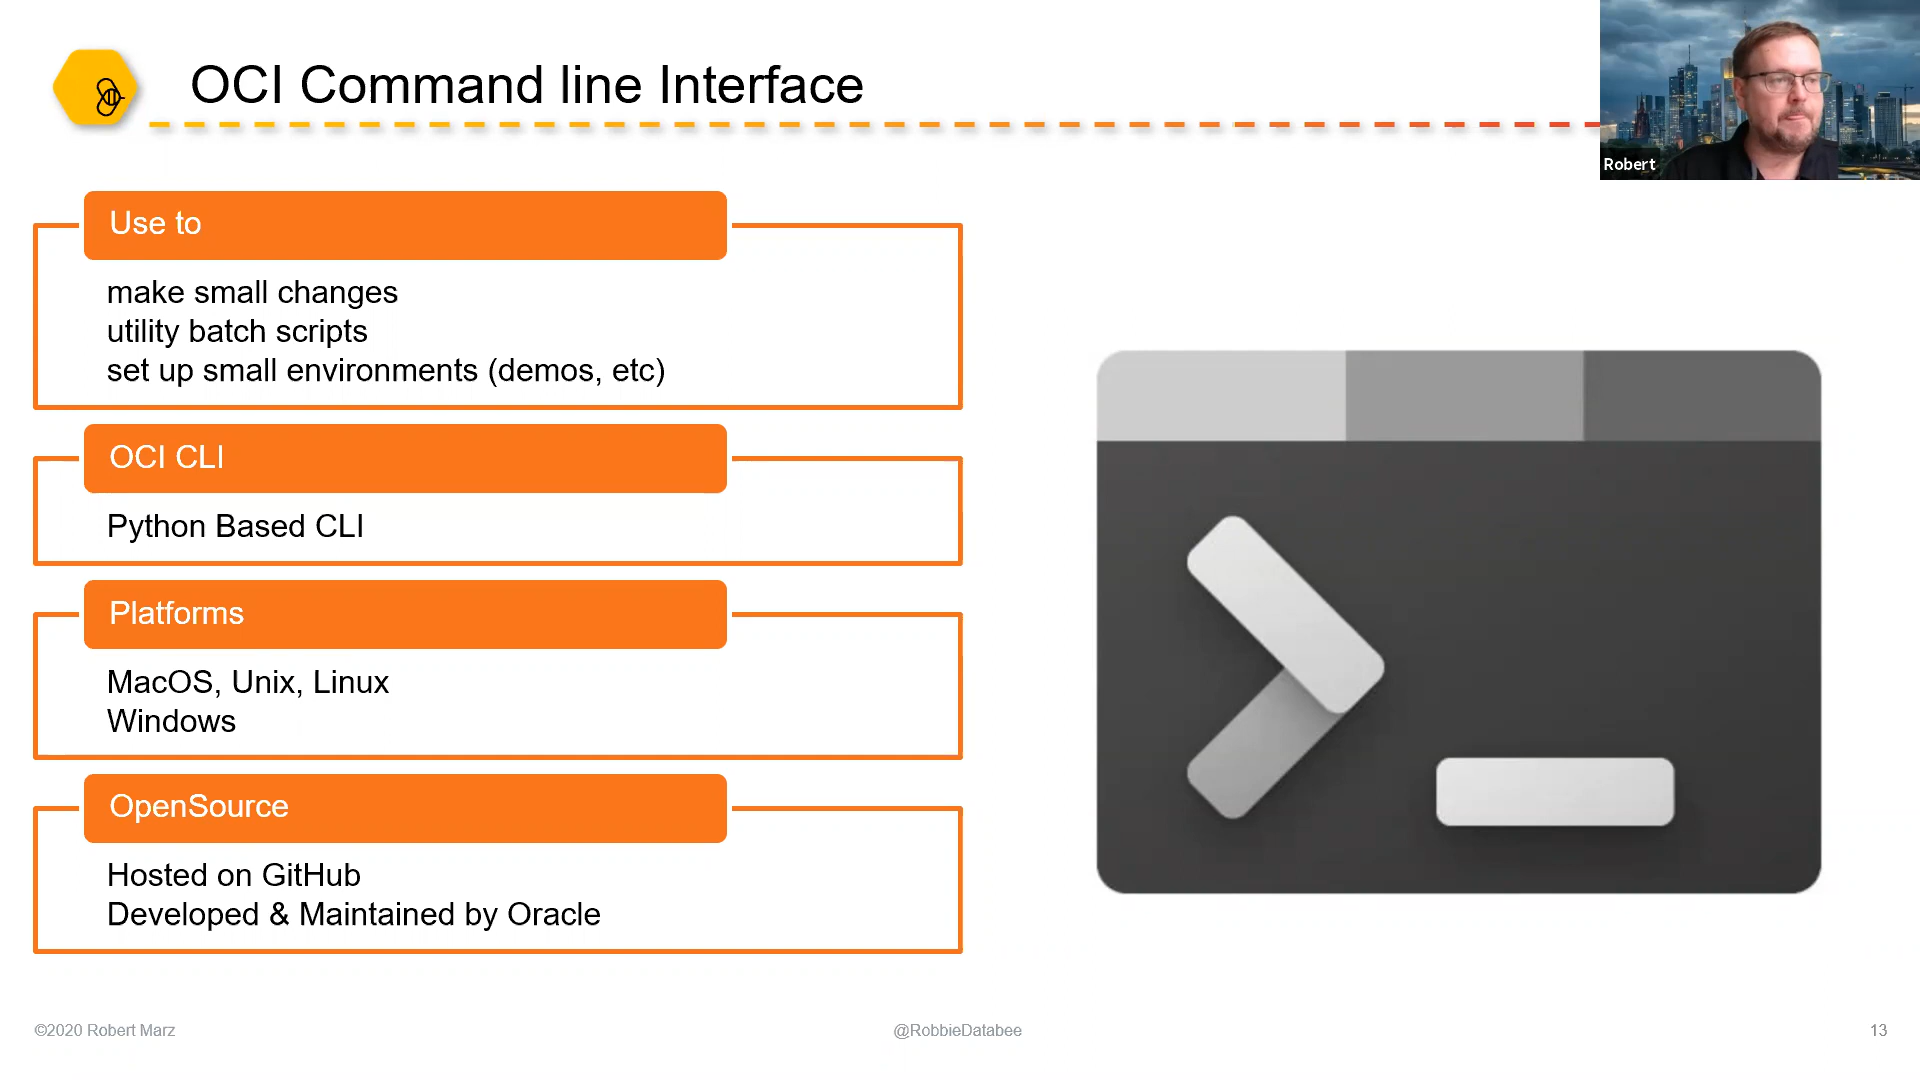 OCI Command line Interface
Robert
Use to
make small changes
utility batch scripts
set up small environments (demos, etc)
OCI CLI
Python Based CLI
Platforms
MacOS, Unix, Linux
Windows
OpenSource
Hosted on GitHub
Developed & Maintained by Oracle
©2020 Robert Marz
@RobbieDatabee
13